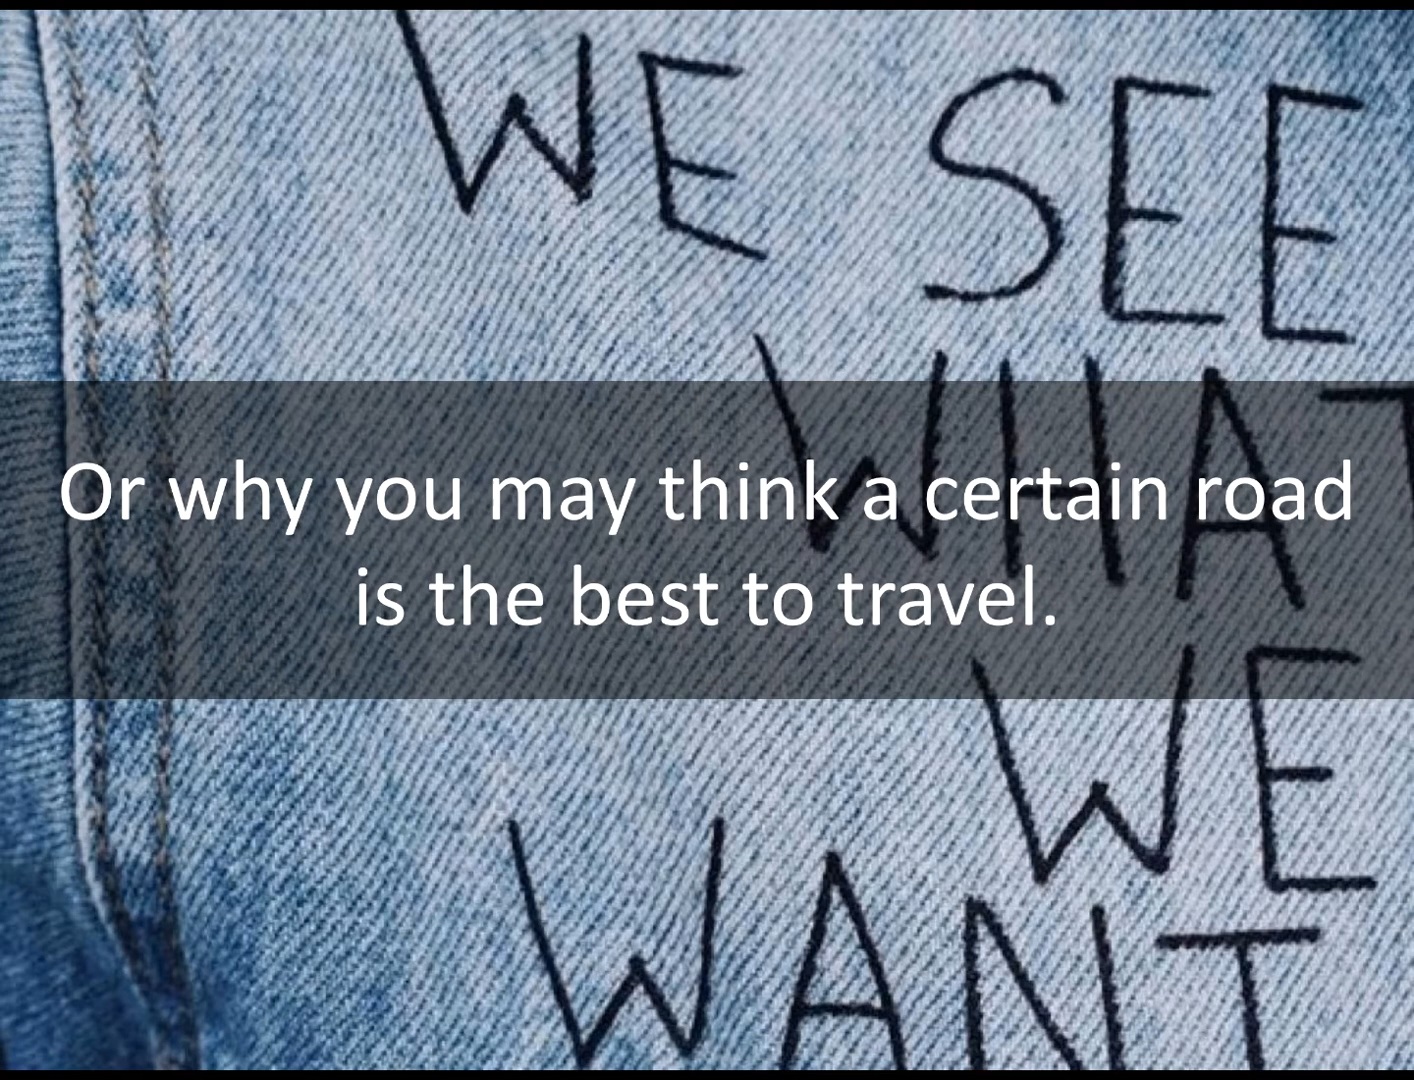 WE SEE
WHAT
Or why you may think a certain road
is the best to travel.
WE
WANT